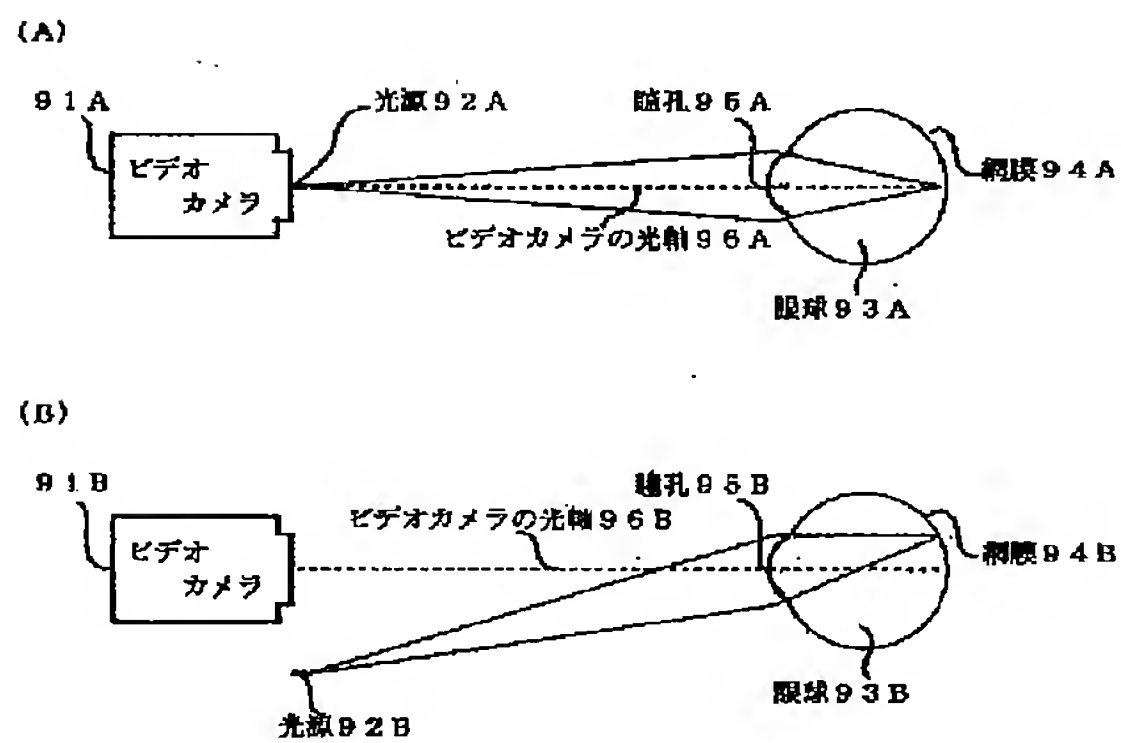 (A)
91A
光源92A
瞳孔95A
ビデオ
カメラ
網膜94A
ビデオカメラの光軸96A
眼球93A
(B)
91B
瞳孔95B
ビデオカメラの光軸96B
ビデオ
カメラ
網膜94B
眼球93B
光源92B